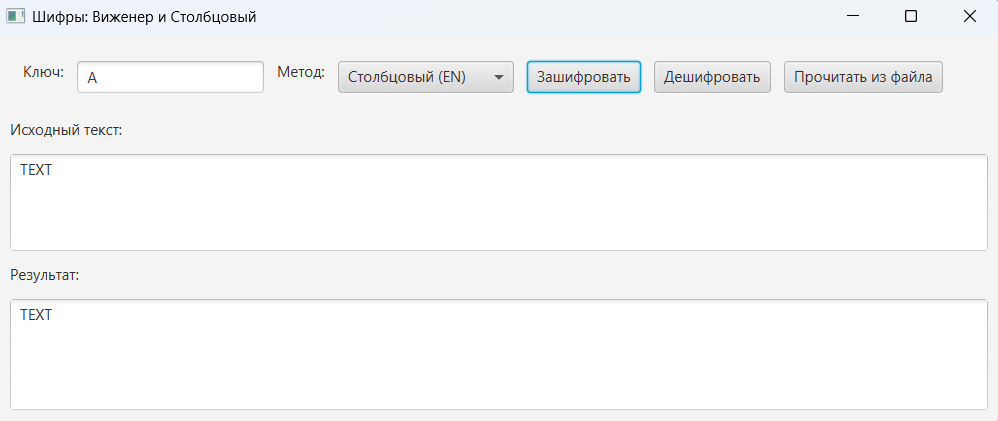 Шифры: Виженер и Столбцовый
Ключ: A Метод: Столбцовый (EN) Зашифровать Дешифровать Прочитать из файла
Исходный текст:
TEXT
Результат:
TEXT